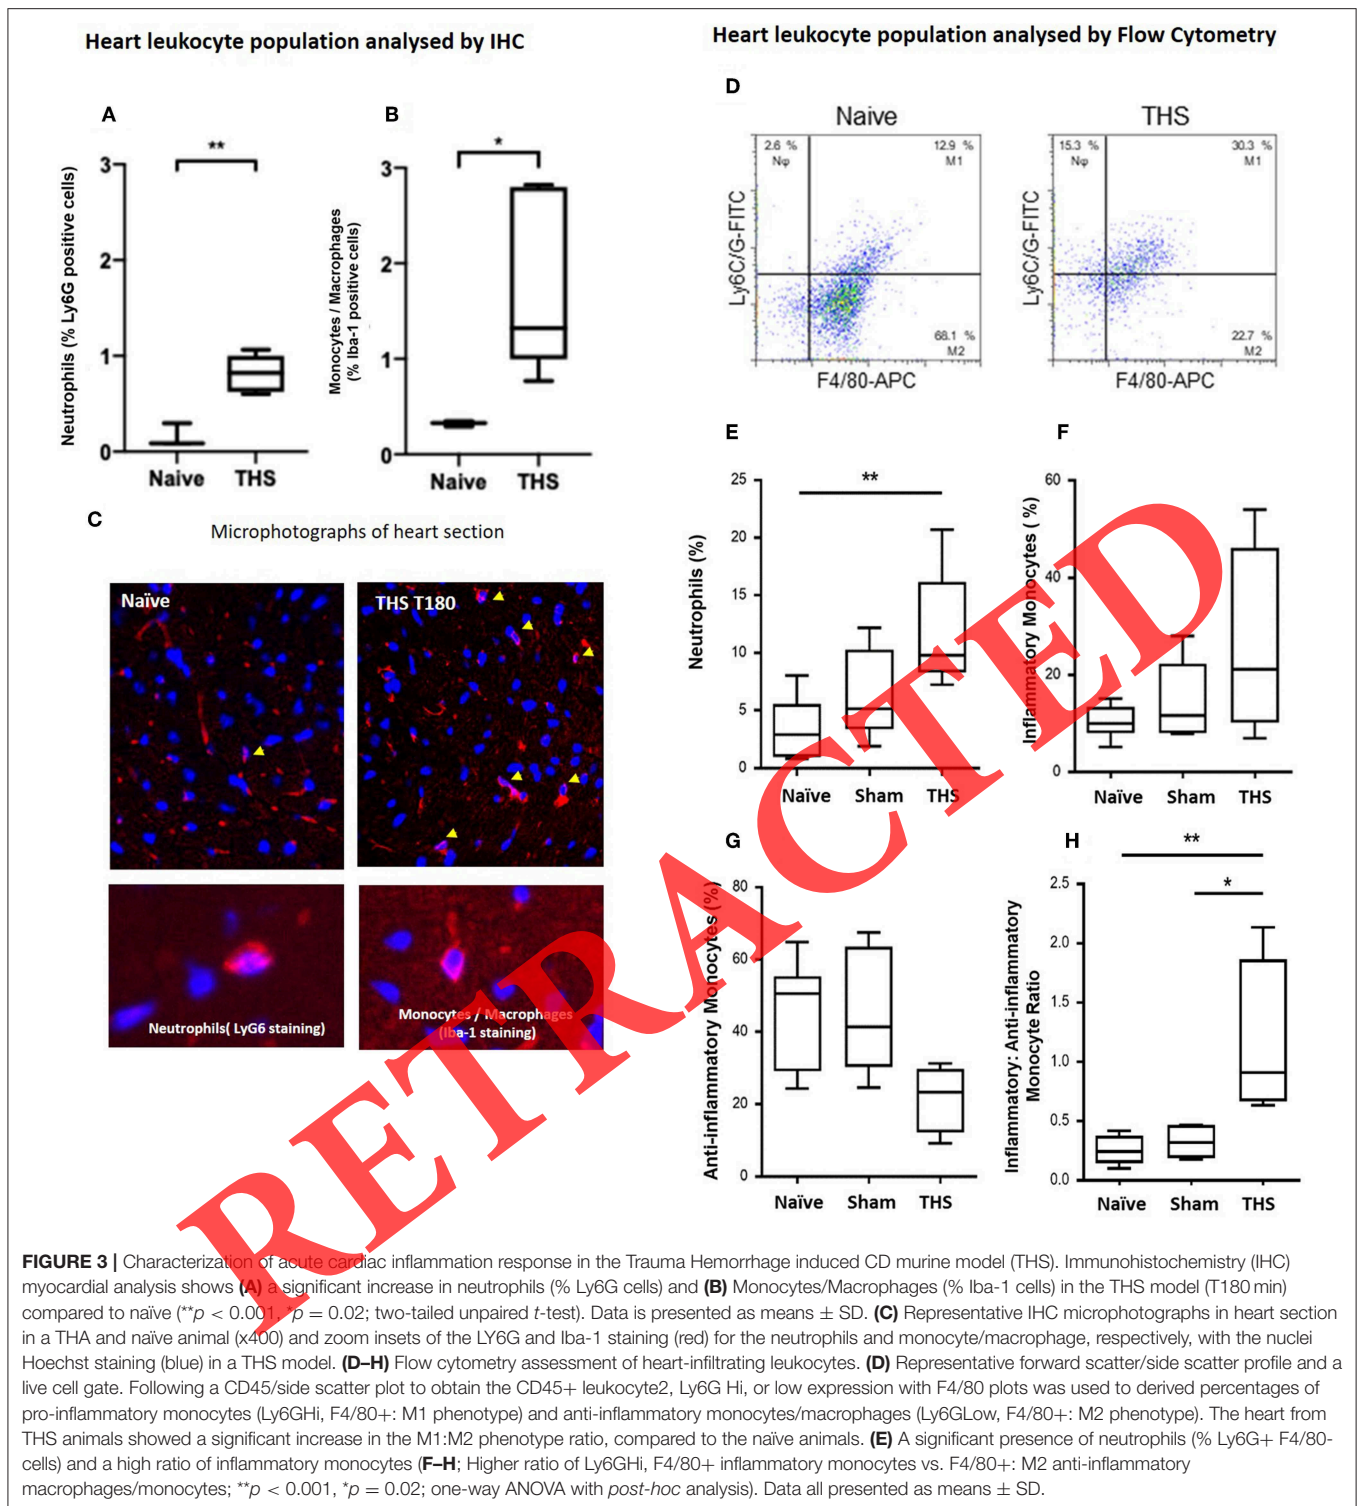 Heart leukocyte population analysed by IHC
Heart leukocyte population analysed by Flow Cytometry
A
**
Neutrophils (% Ly6G positive cells)
3
2
1
0
Naive THS
B
*
Monocytes / Macrophages
(% Iba-1 positive cells)
3
2
1
0
Naive THS
C
Microphotographs of heart section
Naïve
THS T180
Neutrophils( LyG6 staining)
Monocytes / Macrophages
(Iba-1 staining)
D
Naive
2.6 % 12.9 %
Nφ M1
68.1 %
M2
Ly6C/G-FITC
F4/80-APC
THS
15.3 % 30.3 %
Nφ M1
22.7 %
M2
Ly6C/G-FITC
F4/80-APC
E
**
Neutrophils (%)
25
20
15
10
5
0
Naïve Sham THS
F
Inflammatory Monocytes ( %)
60
40
20
0
Naïve Sham THS
G
Anti-inflammatory Monocytes (%)
80
60
40
20
0
Naïve Sham THS
H
**
*
Inflammatory: Anti-inflammatory
Monocyte Ratio
2.5
2.0
1.5
1.0
0.5
0.0
Naïve Sham THS
RETRACTED
FIGURE 3 | Characterization of acute cardiac inflammation response in the Trauma Hemorrhage induced CD murine model (THS). Immunohistochemistry (IHC)
myocardial analysis shows (A) a significant increase in neutrophils (% Ly6G cells) and (B) Monocytes/Macrophages (% Iba-1 cells) in the THS model (T180 min)
compared to naïve (**p < 0.001, *p = 0.02; two-tailed unpaired t-test). Data is presented as means ± SD. (C) Representative IHC microphotographs in heart section
in a THA and naïve animal (x400) and zoom insets of the LY6G and Iba-1 staining (red) for the neutrophils and monocyte/macrophage, respectively, with the nuclei
Hoechst staining (blue) in a THS model. (D–H) Flow cytometry assessment of heart-infiltrating leukocytes. (D) Representative forward scatter/side scatter profile and a
live cell gate. Following a CD45/side scatter plot to obtain the CD45+ leukocyte2, Ly6G Hi, or low expression with F4/80 plots was used to derived percentages of
pro-inflammatory monocytes (Ly6GHi, F4/80+: M1 phenotype) and anti-inflammatory monocytes/macrophages (Ly6GLow, F4/80+: M2 phenotype). The heart from
THS animals showed a significant increase in the M1:M2 phenotype ratio, compared to the naïve animals. (E) A significant presence of neutrophils (% Ly6G+ F4/80-
cells) and a high ratio of inflammatory monocytes (F–H; Higher ratio of Ly6GHi, F4/80+ inflammatory monocytes vs. F4/80+: M2 anti-inflammatory
macrophages/monocytes; **p < 0.001, *p = 0.02; one-way ANOVA with post-hoc analysis). Data all presented as means ± SD.